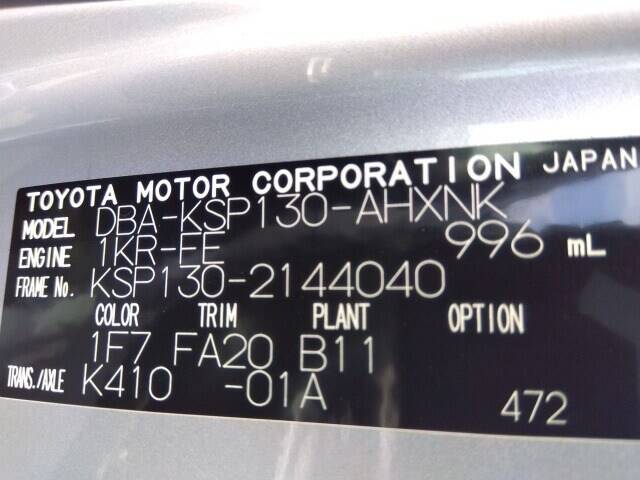 TOYOTA MOTOR CORPORATION JAPAN
MODEL DBA-KSP130-AHXNK
ENGINE 1KR-FE 996 mL
FRAME No. KSP130-2144040
COLOR TRIM PLANT OPTION
1F7 FA20 B11
TRANS./AXLE K410 -01A
472